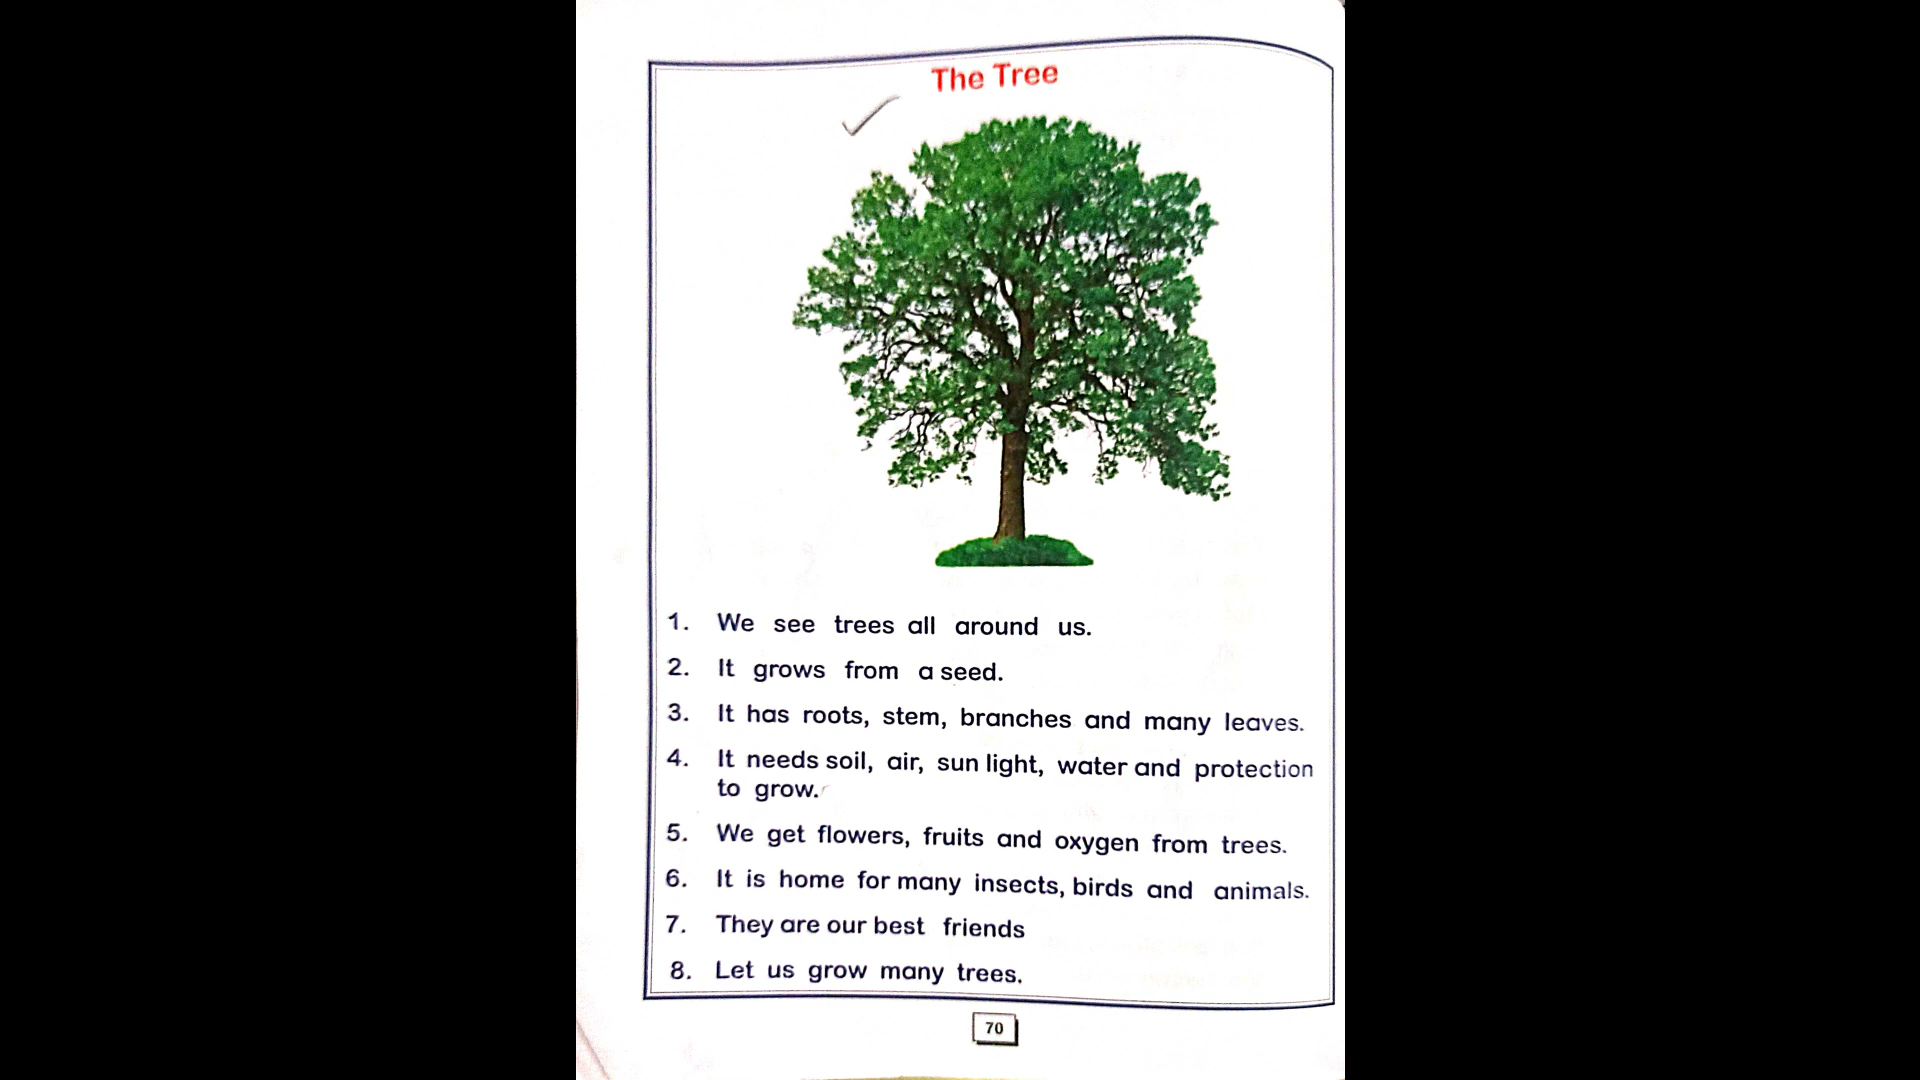 The Tree
1. We see trees all around us.
2. It grows from a seed.
3. It has roots, stem, branches and many leaves.
4. It needs soil, air, sun light, water and protection
to grow.
5. We get flowers, fruits and oxygen from trees.
6. It is home for many insects, birds and animals.
7. They are our best friends
8. Let us grow many trees.
70